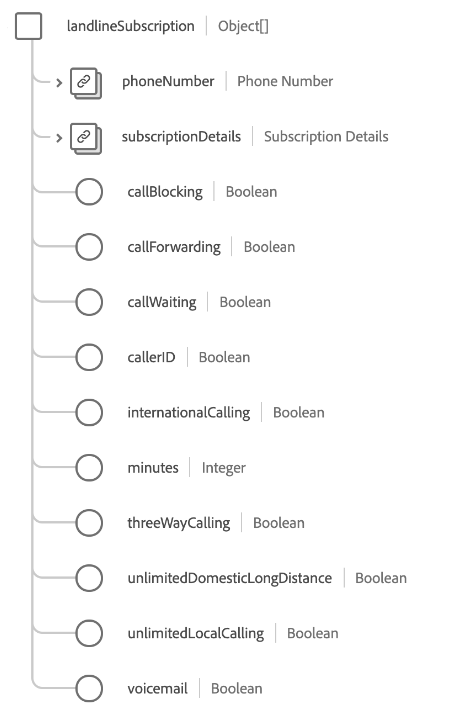 landlineSubscription Object[]
phoneNumber Phone Number
subscriptionDetails Subscription Details
callBlocking Boolean
callForwarding Boolean
callWaiting Boolean
callerID Boolean
internationalCalling Boolean
minutes Integer
threeWayCalling Boolean
unlimitedDomesticLongDistance Boolean
unlimitedLocalCalling Boolean
voicemail Boolean